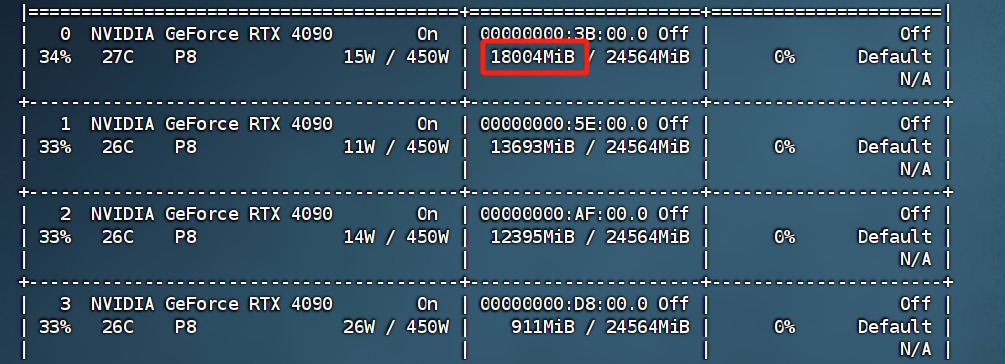 |=========================================+======================+======================|
|   0  NVIDIA GeForce RTX 4090        On  | 00000000:3B:00.0 Off |                  Off |
| 34%   27C    P8              15W / 450W |  18004MiB / 24564MiB |      0%      Default |
|                                         |                      |                  N/A |
+-----------------------------------------+----------------------+----------------------+
|   1  NVIDIA GeForce RTX 4090        On  | 00000000:5E:00.0 Off |                  Off |
| 33%   26C    P8              11W / 450W |  13693MiB / 24564MiB |      0%      Default |
|                                         |                      |                  N/A |
+-----------------------------------------+----------------------+----------------------+
|   2  NVIDIA GeForce RTX 4090        On  | 00000000:AF:00.0 Off |                  Off |
| 33%   26C    P8              14W / 450W |  12395MiB / 24564MiB |      0%      Default |
|                                         |                      |                  N/A |
+-----------------------------------------+----------------------+----------------------+
|   3  NVIDIA GeForce RTX 4090        On  | 00000000:D8:00.0 Off |                  Off |
| 33%   26C    P8              26W / 450W |    911MiB / 24564MiB |      0%      Default |
|                                         |                      |                  N/A |